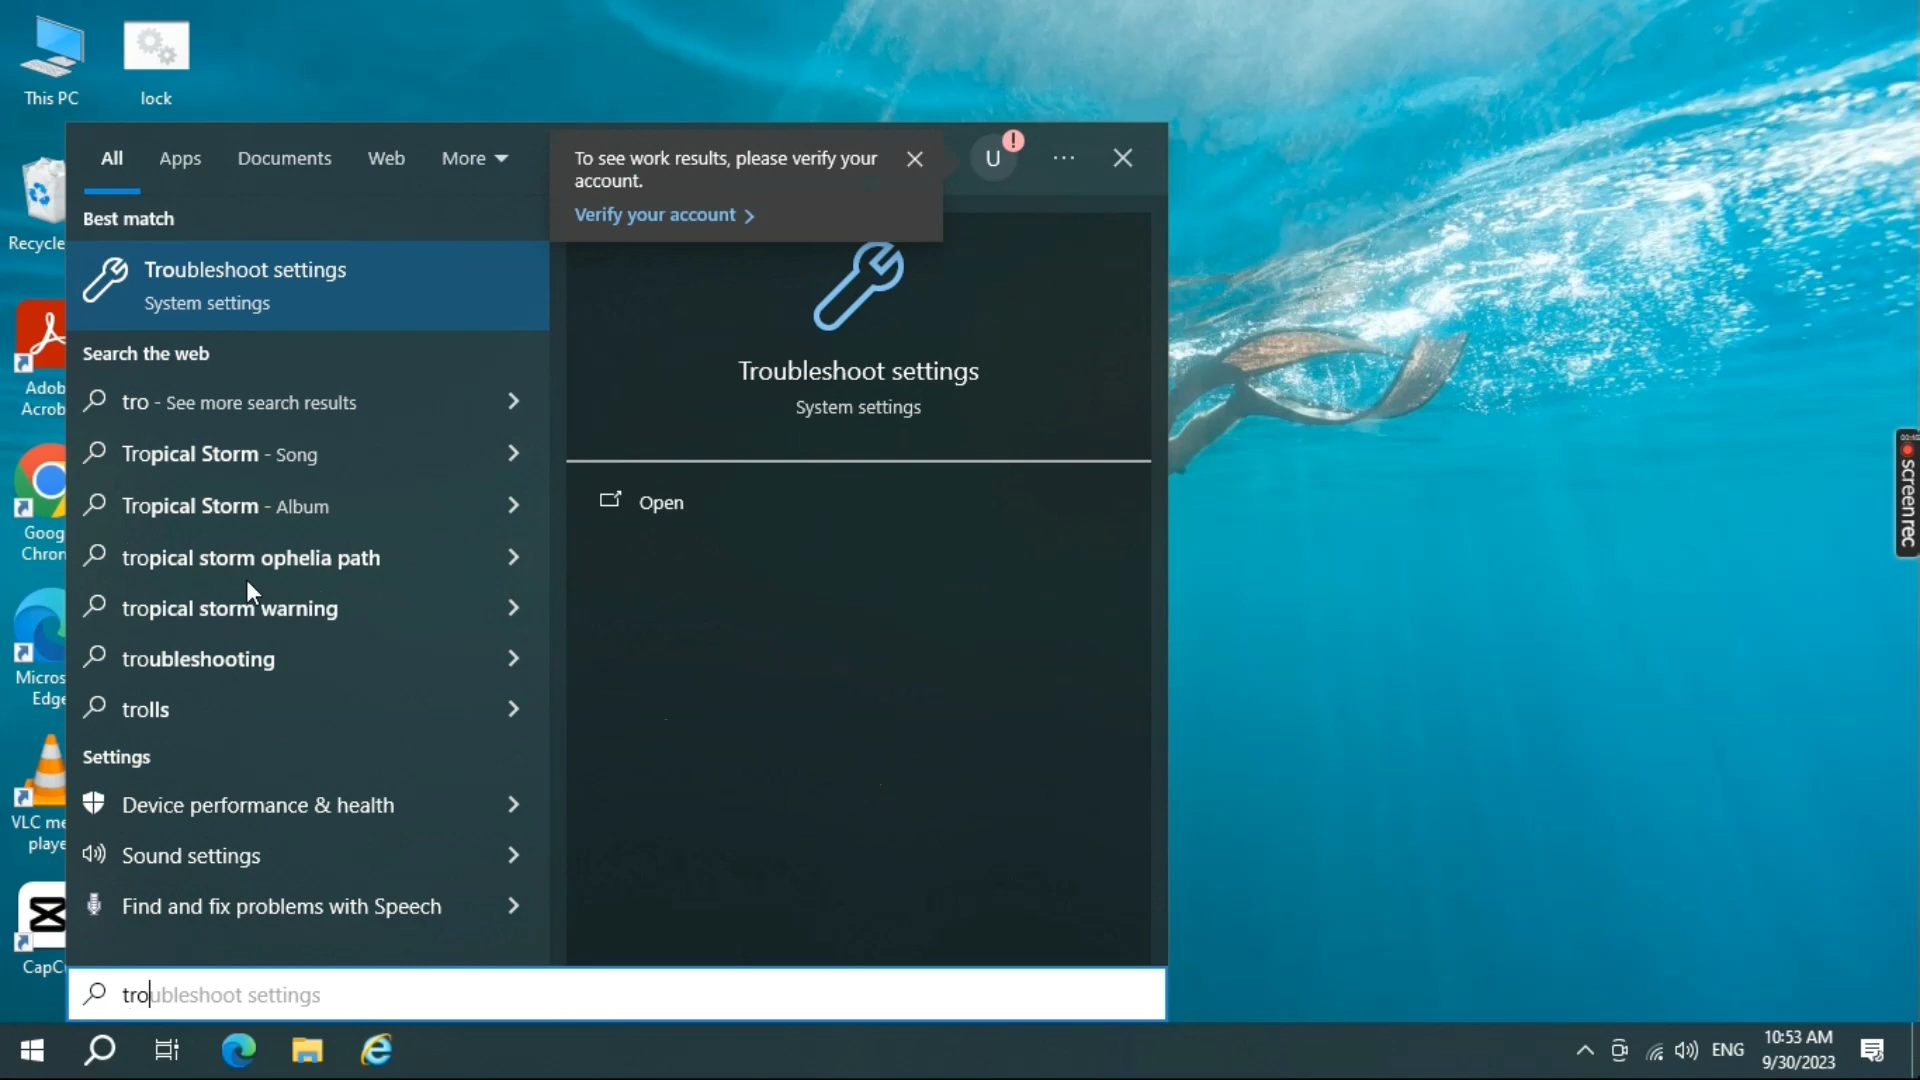 This PC
lock
Recycle
Adob
Acrob
Goog
Chron
Micros
Edge
VLC me
playe
CapC
All
Apps
Documents
Web
More
To see work results, please verify your
account.
Verify your account
U
!
Best match
Troubleshoot settings
System settings
Search the web
tro - See more search results
Tropical Storm - Song
Tropical Storm - Album
tropical storm ophelia path
tropical storm warning
troubleshooting
trolls
Settings
Device performance & health
Sound settings
Find and fix problems with Speech
Troubleshoot settings
System settings
Open
troubleshoot settings
screenrec
ENG
10:53 AM
9/30/2023